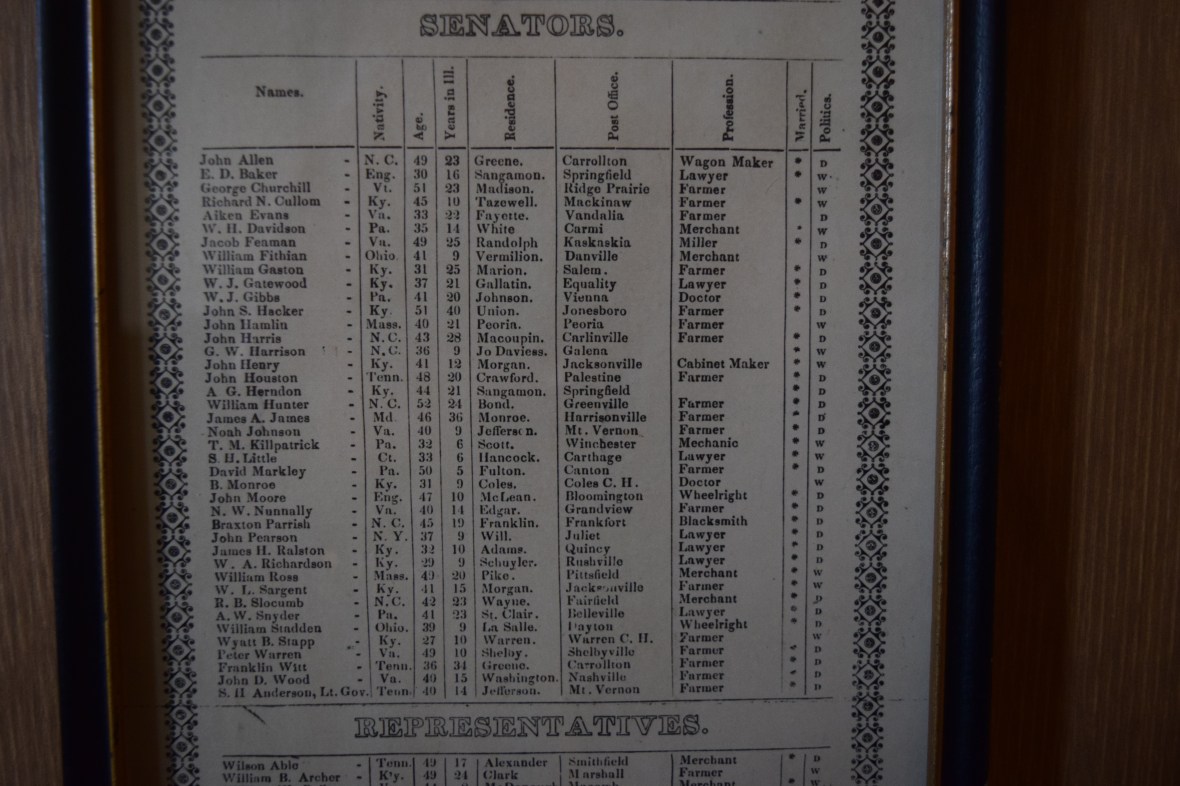 SENATORS.
Names. Nativity. Age. Years in Ill. Residence. Post Office. Profession. Married. Politics.
John Allen - N. C. 49 23 Greene. Carrollton Wagon Maker * D
E. D. Baker - Eng. 30 16 Sangamon. Springfield Lawyer * W
George Churchill - Vt. 51 23 Madison. Ridge Prairie Farmer W
Richard N. Cullom - Ky. 45 10 Tazewell. Mackinaw Farmer * W
Aiken Evans - Va. 33 22 Fayette. Vandalia Farmer D
W. H. Davidson - Pa. 35 14 White Carmi Merchant * W
Jacob Feaman - Va. 49 25 Randolph Kaskaskia Miller * D
William Fithian - Ohio. 41 9 Vermilion. Danville Merchant W
William Gaston - Ky. 31 25 Marion. Salem. Farmer * D
W. J. Gatewood - Ky. 37 21 Gallatin. Equality Lawyer * D
W. J. Gibbs - Pa. 41 20 Johnson. Vienna Doctor * D
John S. Hacker - Ky. 51 40 Union. Jonesboro Farmer * D
John Hamlin - Mass. 40 21 Peoria. Peoria Farmer W
John Harris - N.C. 43 28 Macoupin. Carlinville Farmer * D
G. W. Harrison - N.C. 36 9 Jo Daviess. Galena * W
John Henry - Ky. 41 12 Morgan. Jacksonville Cabinet Maker * W
John Houston - Tenn. 48 20 Crawford. Palestine Farmer * D
A G. Herndon - Ky. 44 21 Sangamon. Springfield * D
William Hunter - N.C. 52 24 Bond. Greenville Farmer * D
James A. James - Md 46 36 Monroe. Harrisonville Farmer * D
Noah Johnson - Va. 40 9 Jefferson. Mt. Vernon Farmer * D
T. M. Killpatrick - Pa. 32 6 Scott. Winchester Mechanic * W
S. H. Little - Ct. 33 6 Hancock. Carthage Lawyer * W
David Markley - Pa. 50 5 Fulton. Canton Farmer * D
B. Monroe - Ky. 31 9 Coles. Coles C. H. Doctor W
John Moore - Eng. 47 10 McLean. Bloomington Wheelright * D
N. W. Nunnally - Va. 40 14 Edgar. Grandview Farmer * D
Braxton Parrish - N. C. 45 19 Franklin. Frankfort Blacksmith * D
John Pearson - N. Y. 37 9 Will. Juliet Lawyer * D
James H. Ralston - Ky. 32 10 Adams. Quincy Lawyer * D
W. A. Richardson - Ky. 29 9 Schuyler. Rushville Lawyer * D
William Ross - Mass. 49 20 Pike. Pittsfield Merchant * W
W. L. Sargent - Ky. 41 15 Morgan. Jacksonville Farmer * W
R. B. Slocumb - N.C. 42 23 Wayne. Fairfield Merchant * D
A. W. Snyder - Pa. 41 23 St. Clair. Belleville Lawyer * D
William Stadden - Ohio. 39 9 La Salle. Dayton Wheelright * D
Wyatt B. Stapp - Ky. 27 10 Warren. Warren C. H. Farmer W
Peter Warren - Va. 49 10 Shelby. Shelbyville Farmer * D
Franklin Witt - Tenn. 36 34 Greene. Carrollton Farmer * D
John D. Wood - Va. 40 15 Washington. Nashville Farmer * D
S. H Anderson, Lt. Gov. Tenn 40 14 Jefferson. Mt. Vernon Farmer * D
REPRESENTATIVES.
Wilson Able - Tenn. 49 17 Alexander Smithfield Merchant * D
William B. Archer - K'y. 49 24 Clark Marshall Farmer W
Merchant * W